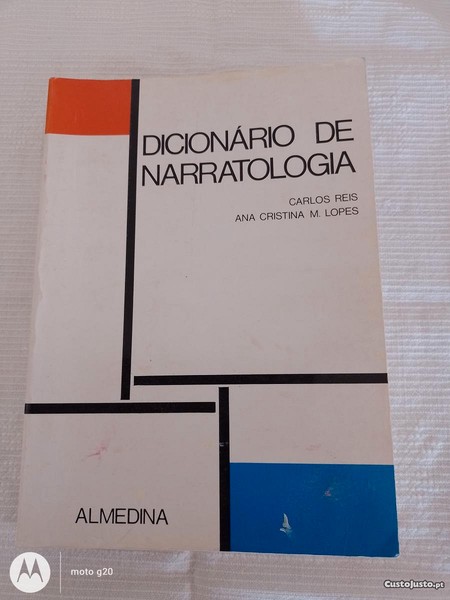 DICIONÁRIO DE
NARRATOLOGIA
CARLOS REIS
ANA CRISTINA M. LOPES
ALMEDINA
moto g20
CustoJusto.pt